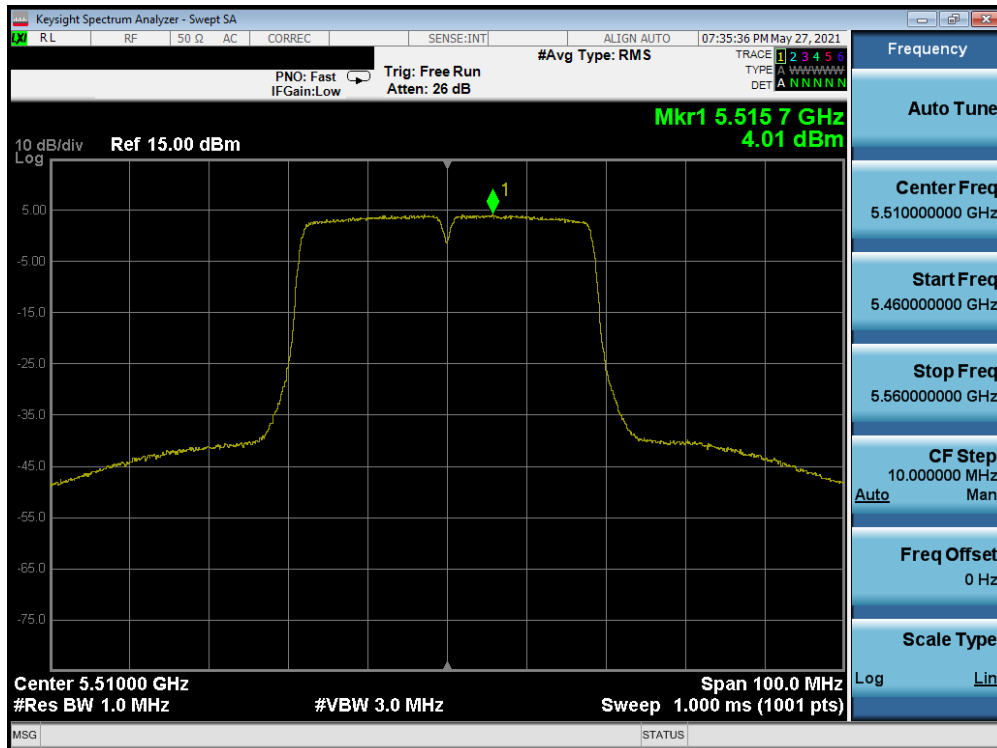 Keysight Spectrum Analyzer - Swept SA
LXI RL RF 50 Ω AC CORREC SENSE:INT ALIGN AUTO 07:35:36 PM May 27, 2021
PNO: Fast Trig: Free Run #Avg Type: RMS TRACE 1 2 3 4 5 6
IFGain:Low Atten: 26 dB TYPE A WWWWW
DET A N N N N N
Mkr1 5.515 7 GHz
4.01 dBm
10 dB/div Ref 15.00 dBm
Log
1
5.00
-5.00
-15.0
-25.0
-35.0
-45.0
-55.0
-65.0
-75.0
Center 5.51000 GHz Span 100.0 MHz
#Res BW 1.0 MHz #VBW 3.0 MHz Sweep 1.000 ms (1001 pts)
MSG STATUS
Frequency
Auto Tune
Center Freq
5.510000000 GHz
Start Freq
5.460000000 GHz
Stop Freq
5.560000000 GHz
CF Step
10.000000 MHz
Auto Man
Freq Offset
0 Hz
Scale Type
Log Lin